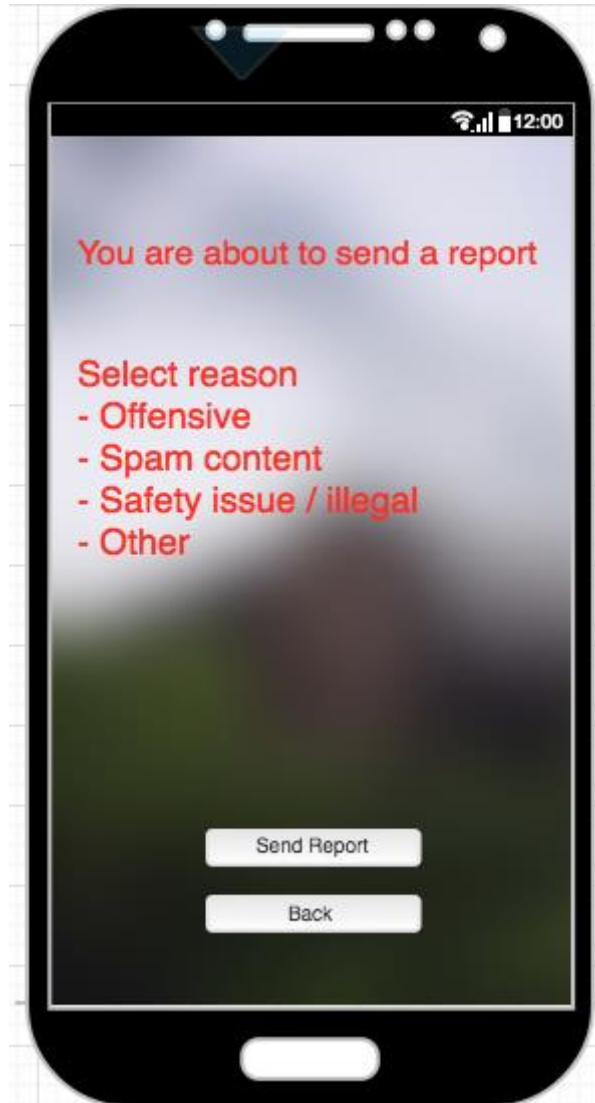 12:00
You are about to send a report
Select reason
- Offensive
- Spam content
- Safety issue / illegal
- Other
Send Report
Back